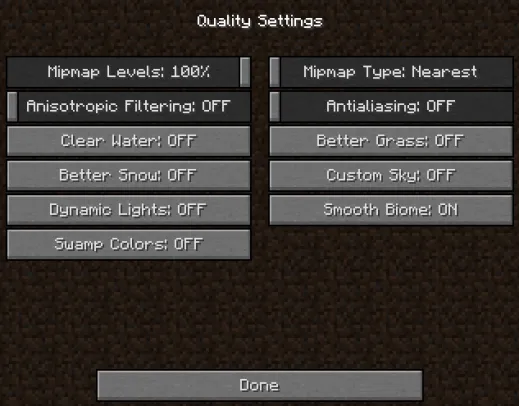 Quality Settings
Mipmap Levels: 100%
Mipmap Type: Nearest
Anisotropic Filtering: OFF
Antialiasing: OFF
Clear Water: OFF
Better Grass: OFF
Better Snow: OFF
Custom Sky: OFF
Dynamic Lights: OFF
Smooth Biome: ON
Swamp Colors: OFF
Done